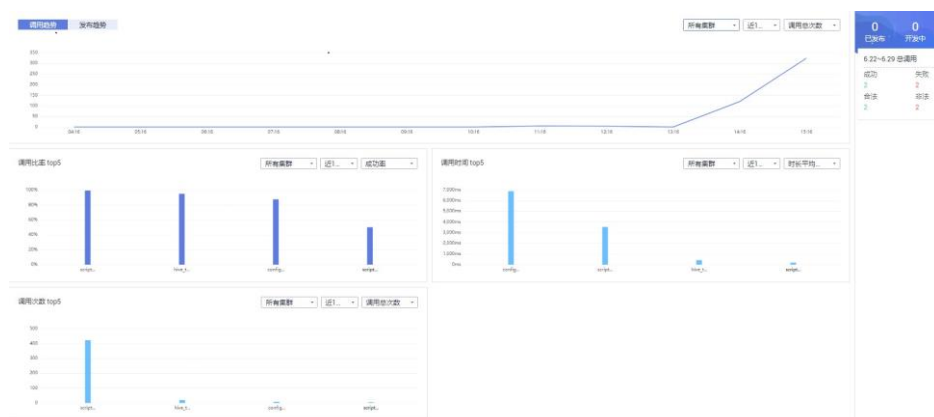 调用趋势 发布趋势
所有集群 近1... 调用总次数
350
300
250
200
150
100
50
0
04:18 05:18 06:18 07:18 08:18 09:18 10:18 11:18 12:18 13:18 14:18 15:18
0 0
已发布 开发中
6.22~6.29 总调用
成功 失败
2 2
合法 非法
2 2
调用比率 top5
所有集群 近1... 成功率
100%
80%
60%
40%
20%
0%
script... hive_t... config... script...
调用时间 top5
所有集群 近1... 时长平均...
7,000ms
6,000ms
5,000ms
4,000ms
3,000ms
2,000ms
1,000ms
0ms
config... script... hive_t... script...
调用次数 top5
所有集群 近1... 调用总次数
500
400
300
200
100
0
script... hive_t... config... script...